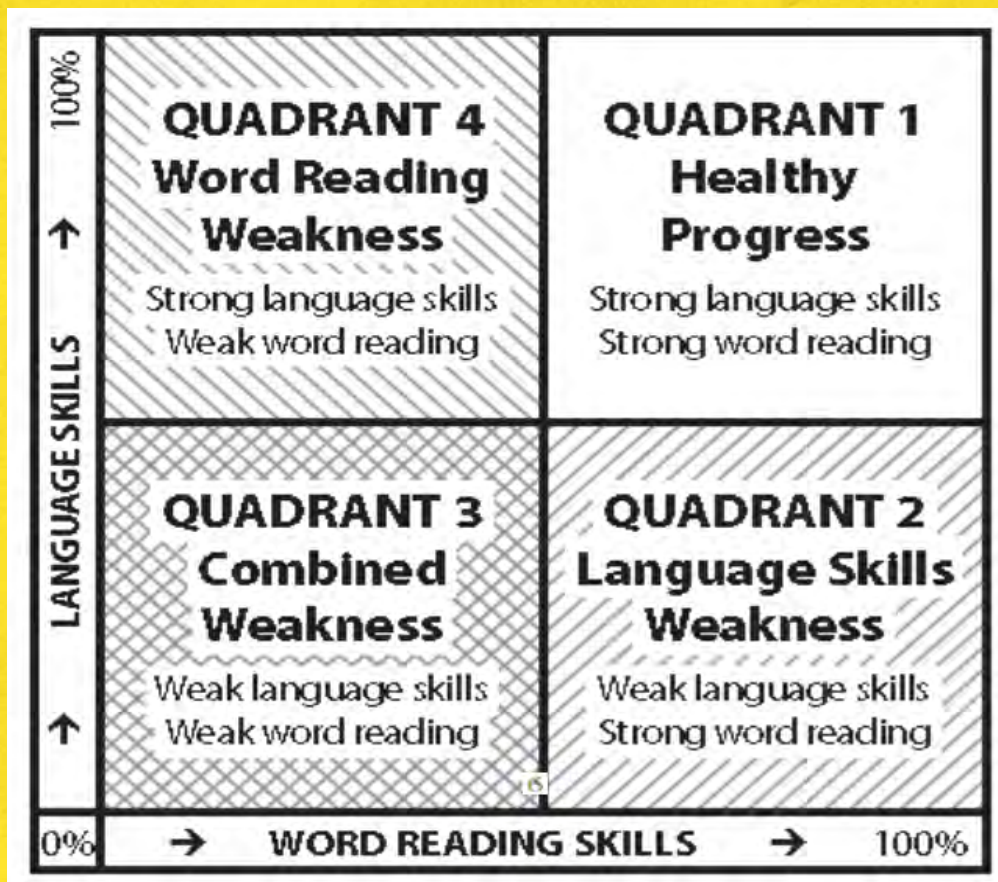 100%
LANGUAGE SKILLS
QUADRANT 4
Word Reading
Weakness
Strong language skills
Weak word reading
QUADRANT 1
Healthy
Progress
Strong language skills
Strong word reading
QUADRANT 3
Combined
Weakness
Weak language skills
Weak word reading
QUADRANT 2
Language Skills
Weakness
Weak language skills
Strong word reading
6
0%
→ WORD READING SKILLS → 100%